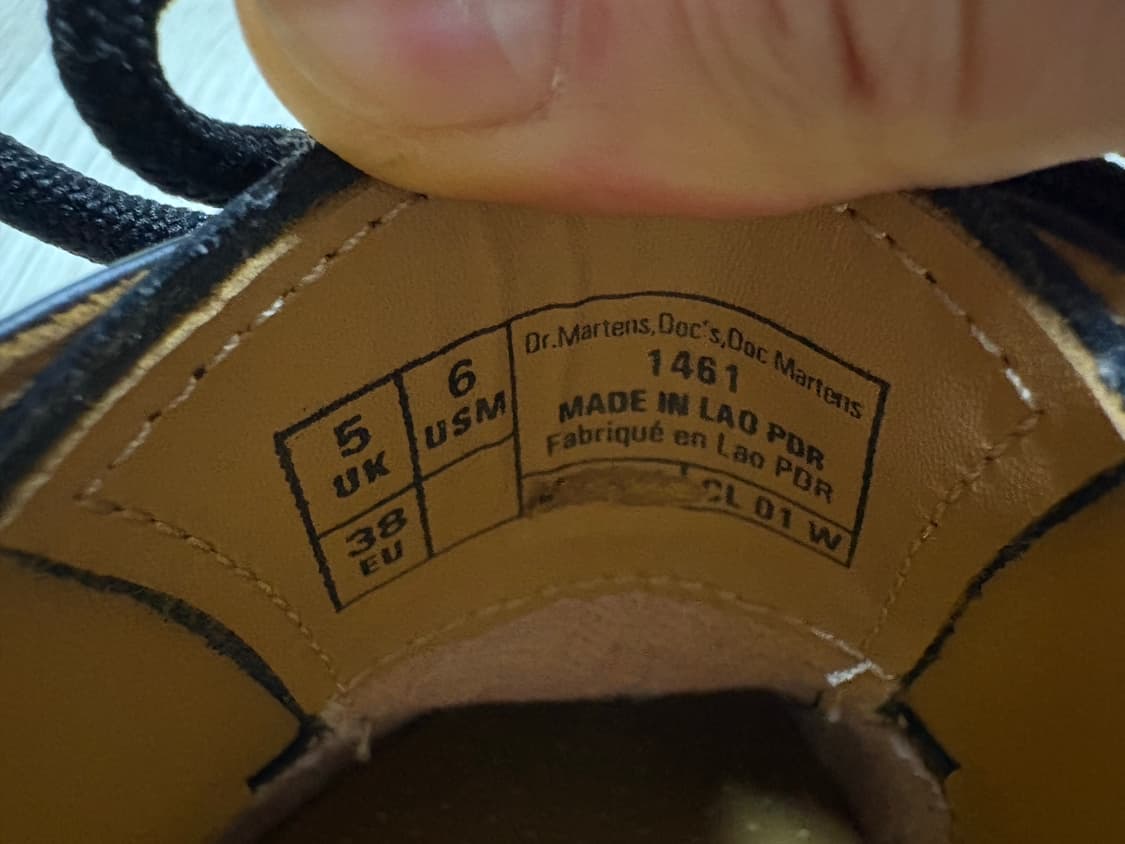 5
UK
6
USM
38
EU
Dr.Martens,Doc's,Doc Martens
1461
MADE IN LAO PDR
Fabriqué en Lao PDR
CL 01 W